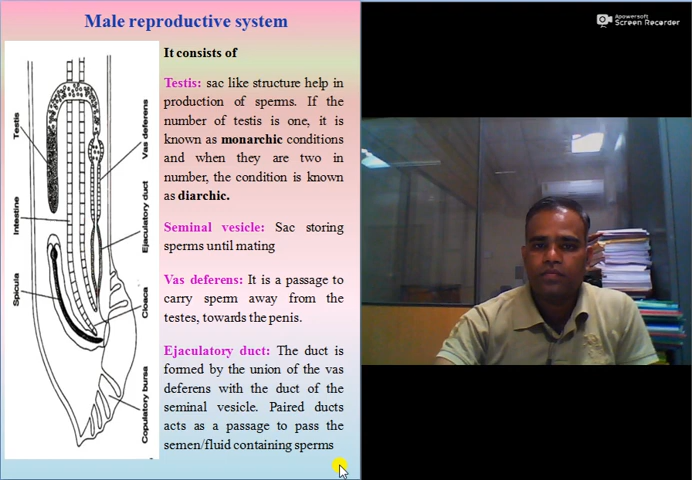 Male reproductive system
It consists of
Testis: sac like structure help in
production of sperms. If the
number of testis is one, it is
known as monarchic conditions
and when they are two in
number, the condition is known
as diarchic.
Seminal vesicle: Sac storing
sperms until mating
Vas deferens: It is a passage to
carry sperm away from the
testes, towards the penis.
Ejaculatory duct: The duct is
formed by the union of the vas
deferens with the duct of the
seminal vesicle. Paired ducts
acts as a passage to pass the
semen/fluid containing sperms
Testis
Intestine
Spicula
Vas deferens
Ejaculatory duct
Cloaca
Copulatory bursa
Apowersoft
Screen Recorder